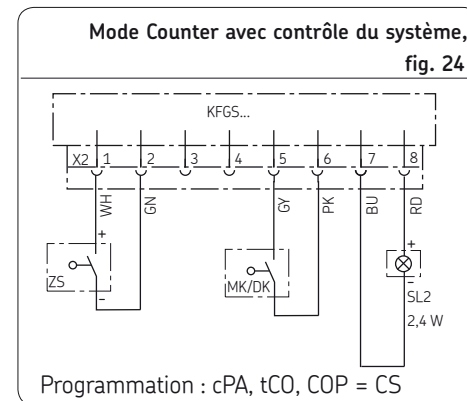 Mode Counter avec contrôle du système,
fig. 24
KFGS...
X2 1 2 3 4 5 6 7 8
WH GN GY PK BU RD
+ +
ZS MK/DK
- -
SL2
2,4 W
Programmation : cPA, tCO, COP = CS